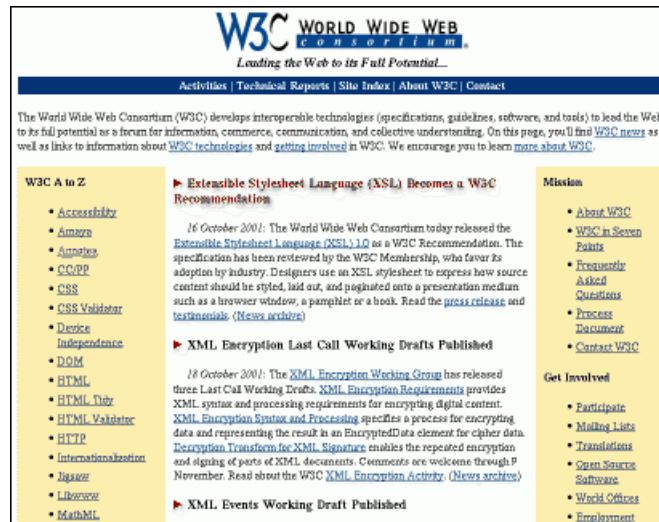 W3C WORLD WIDE WEB
consortium
Leading the Web to its Full Potential...
Activities | Technical Reports | Site Index | About W3C | Contact
The World Wide Web Consortium (W3C) develops interoperable technologies (specifications, guidelines, software, and tools) to lead the Web
to its full potential as a forum for information, commerce, communication, and collective understanding. On this page, you'll find W3C news as
well as links to information about W3C technologies and getting involved in W3C. We encourage you to learn more about W3C.
W3C A to Z
• Accessibility
• Amaya
• Annotea
• CC/PP
• CSS
• CSS Validator
• Device
Independence
• DOM
• HTML
• HTML Tidy
• HTML Validator
• HTTP
• Internationalization
• Jigsaw
• Libwww
• MathML
Extensible Stylesheet Language (XSL) Becomes a W3C
Recommendation
16 October 2001: The World Wide Web Consortium today released the
Extensible Stylesheet Language (XSL) 1.0 as a W3C Recommendation. The
specification has been reviewed by the W3C Membership, who favor its
adoption by industry. Designers use an XSL stylesheet to express how source
content should be styled, laid out, and paginated onto a presentation medium
such as a browser window, a pamphlet or a book. Read the press release and
testimonials. (News archive)
XML Encryption Last Call Working Drafts Published
18 October 2001: The XML Encryption Working Group has released
three Last Call Working Drafts. XML Encryption Requirements provides
XML syntax and processing requirements for encrypting digital content.
XML Encryption Syntax and Processing specifies a process for encrypting
data and representing the result in an EncryptedData element for cipher data.
Decryption Transform for XML Signature enables the repeated encryption
and signing of parts of XML documents. Comments are welcome through 9
November. Read about the W3C XML Encryption Activity. (News archive)
XML Events Working Draft Published
Mission
• About W3C
• W3C in Seven
Points
• Frequently
Asked
Questions
• Process
Document
• Contact W3C
Get Involved
• Participate
• Mailing Lists
• Translations
• Open Source
Software
• World Offices
• Employment